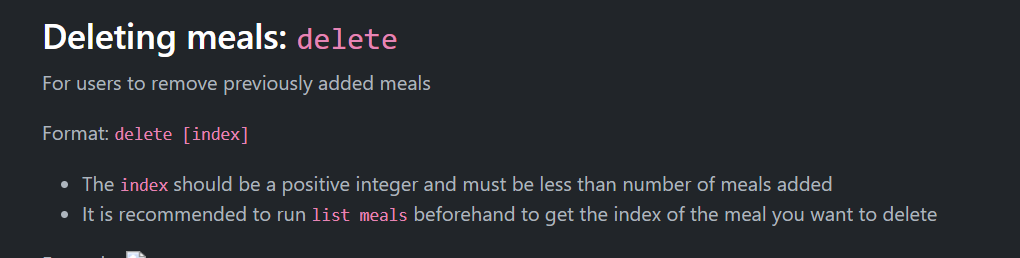 Deleting meals: delete
For users to remove previously added meals
Format: delete [index]
The index should be a positive integer and must be less than number of meals added
It is recommended to run list meals beforehand to get the index of the meal you want to delete